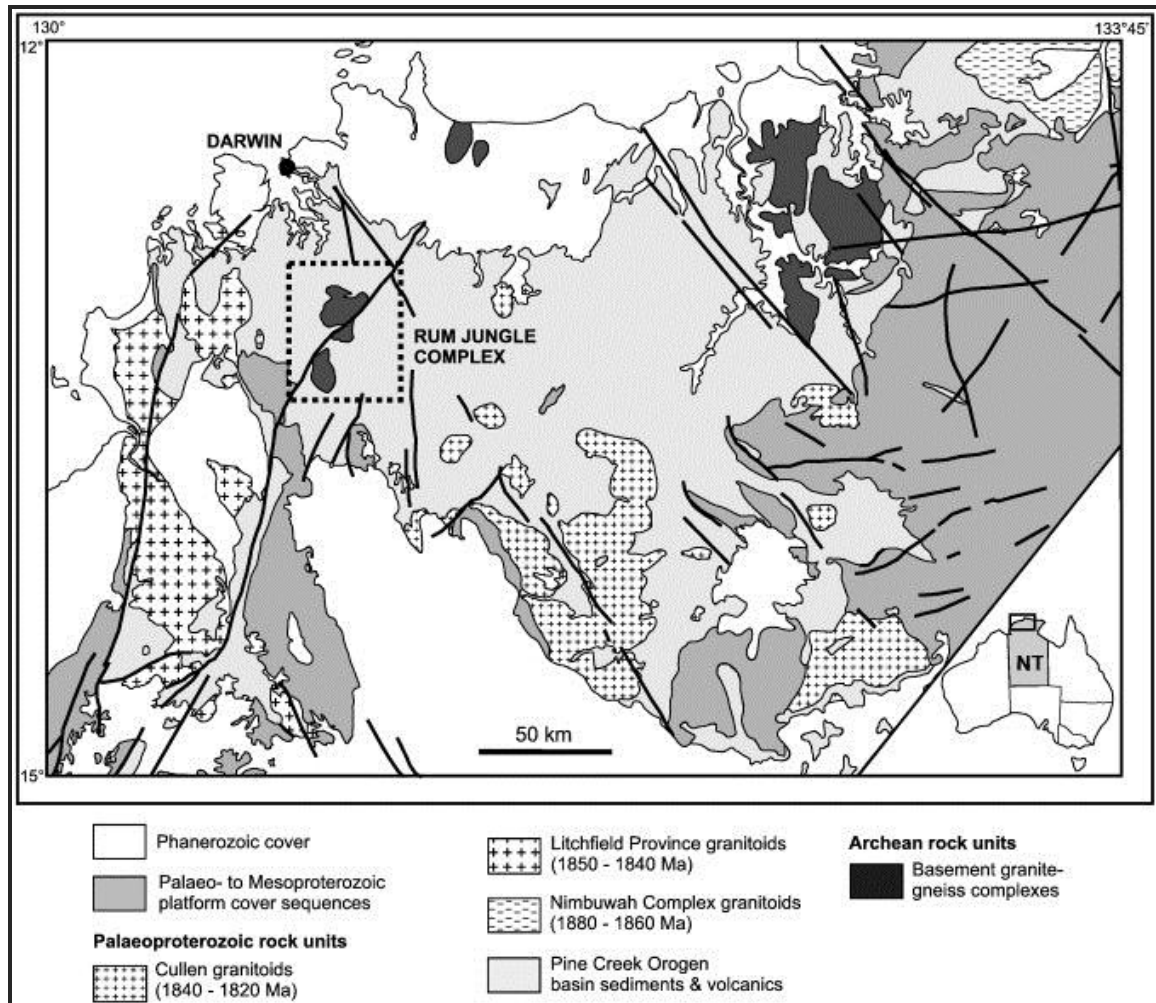 130°
133°45'
12°
DARWIN
RUM JUNGLE
COMPLEX
NT
50 km
15°
Phanerozoic cover
Palaeo- to Mesoproterozoic
platform cover sequences
Palaeoproterozoic rock units
Cullen granitoids
(1840 - 1820 Ma)
Litchfield Province granitoids
(1850 - 1840 Ma)
Nimbuwah Complex granitoids
(1880 - 1860 Ma)
Pine Creek Orogen
basin sediments & volcanics
Archean rock units
Basement granite-
gneiss complexes